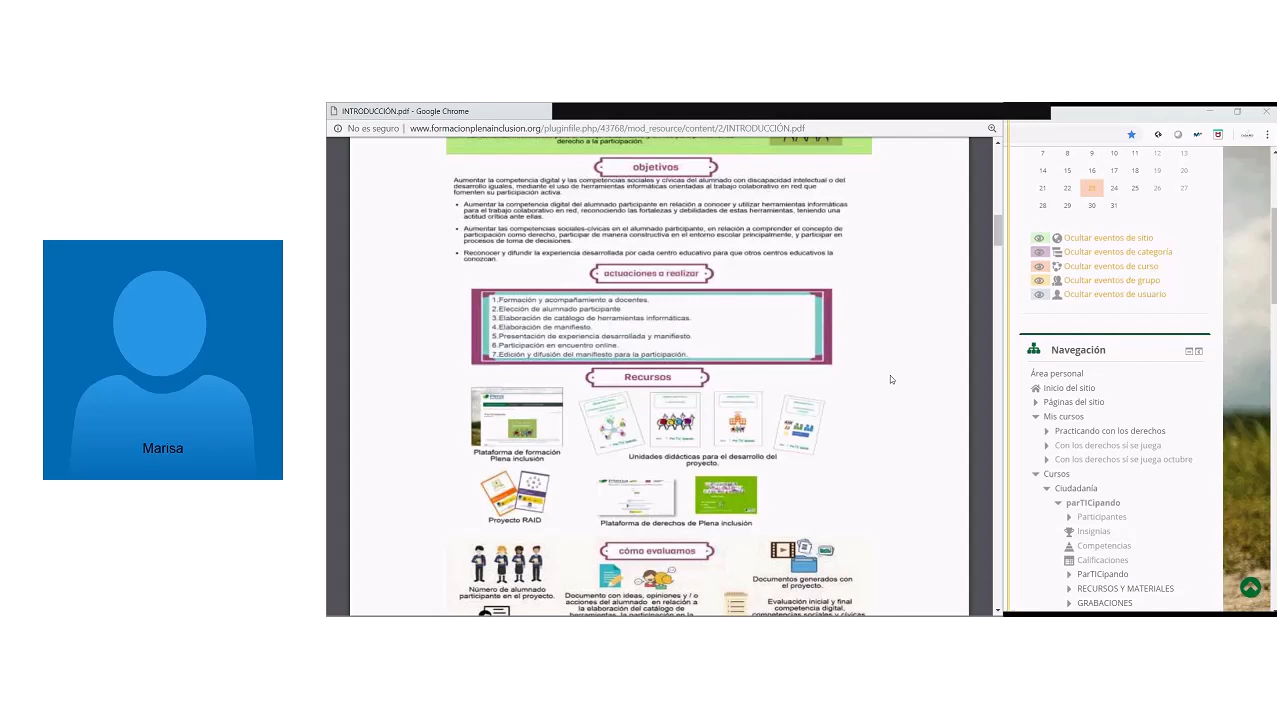 Marisa
INTRODUCCIÓN.pdf - Google Chrome
No es seguro | www.formacionplenainclusion.org/pluginfile.php/43768/mod_resource/content/2/INTRODUCCIÓN.pdf
derecho a la participación.
objetivos
Aumentar la competencia digital y las competencias sociales y cívicas del alumnado con discapacidad intelectual o del
desarrollo iguales, mediante el uso de herramientas informáticas orientadas al trabajo colaborativo en red que
fomenten su participación activa.
• Aumentar la competencia digital del alumnado participante en relación a conocer y utilizar herramientas informáticas
para el trabajo colaborativo en red, reconociendo las fortalezas y debilidades de estas herramientas, teniendo una
actitud crítica ante ellas.
• Aumentar las competencias sociales-cívicas en el alumnado participante, en relación a comprender el concepto de
participación como derecho, participar de manera constructiva en el entorno escolar principalmente, y participar en
procesos de toma de decisiones.
• Reconocer y difundir la experiencia desarrollada por cada centro educativo para que otros centros educativos la
conozcan.
actuaciones a realizar
1.Formación y acompañamiento a docentes.
2.Elección de alumnado participante
3.Elaboración de catálogo de herramientas informáticas.
4.Elaboración de manifiesto.
5.Presentación de experiencia desarrollada y manifiesto.
6.Participación en encuentro online.
7.Edición y difusión del manifiesto para la participación.
Recursos
Plataforma de formación
Plena inclusión
Unidades didácticas para el desarrollo del
proyecto.
Proyecto RAID
Plataforma de derechos de Plena inclusión
cómo evaluamos
Número de alumnado
participante en el proyecto.
Documento con ideas, opiniones y / o
acciones del alumnado en relación a
la elaboración del catálogo de
herramientas, la participación en la
Documentos generados con
el proyecto.
Evaluación inicial y final
competencia digital,
competencias sociales y cívicas
7 8 9 10 11 12 13
14 15 16 17 18 19 20
21 22 23 24 25 26 27
28 29 30 31
Ocultar eventos de sitio
Ocultar eventos de categoría
Ocultar eventos de curso
Ocultar eventos de grupo
Ocultar eventos de usuario
Navegación
Área personal
Inicio del sitio
Páginas del sitio
Mis cursos
Practicando con los derechos
Con los derechos sí se juega
Con los derechos sí se juega octubre
Cursos
Ciudadanía
parTICipando
Participantes
Insignias
Competencias
Calificaciones
ParTICipando
RECURSOS Y MATERIALES
GRABACIONES